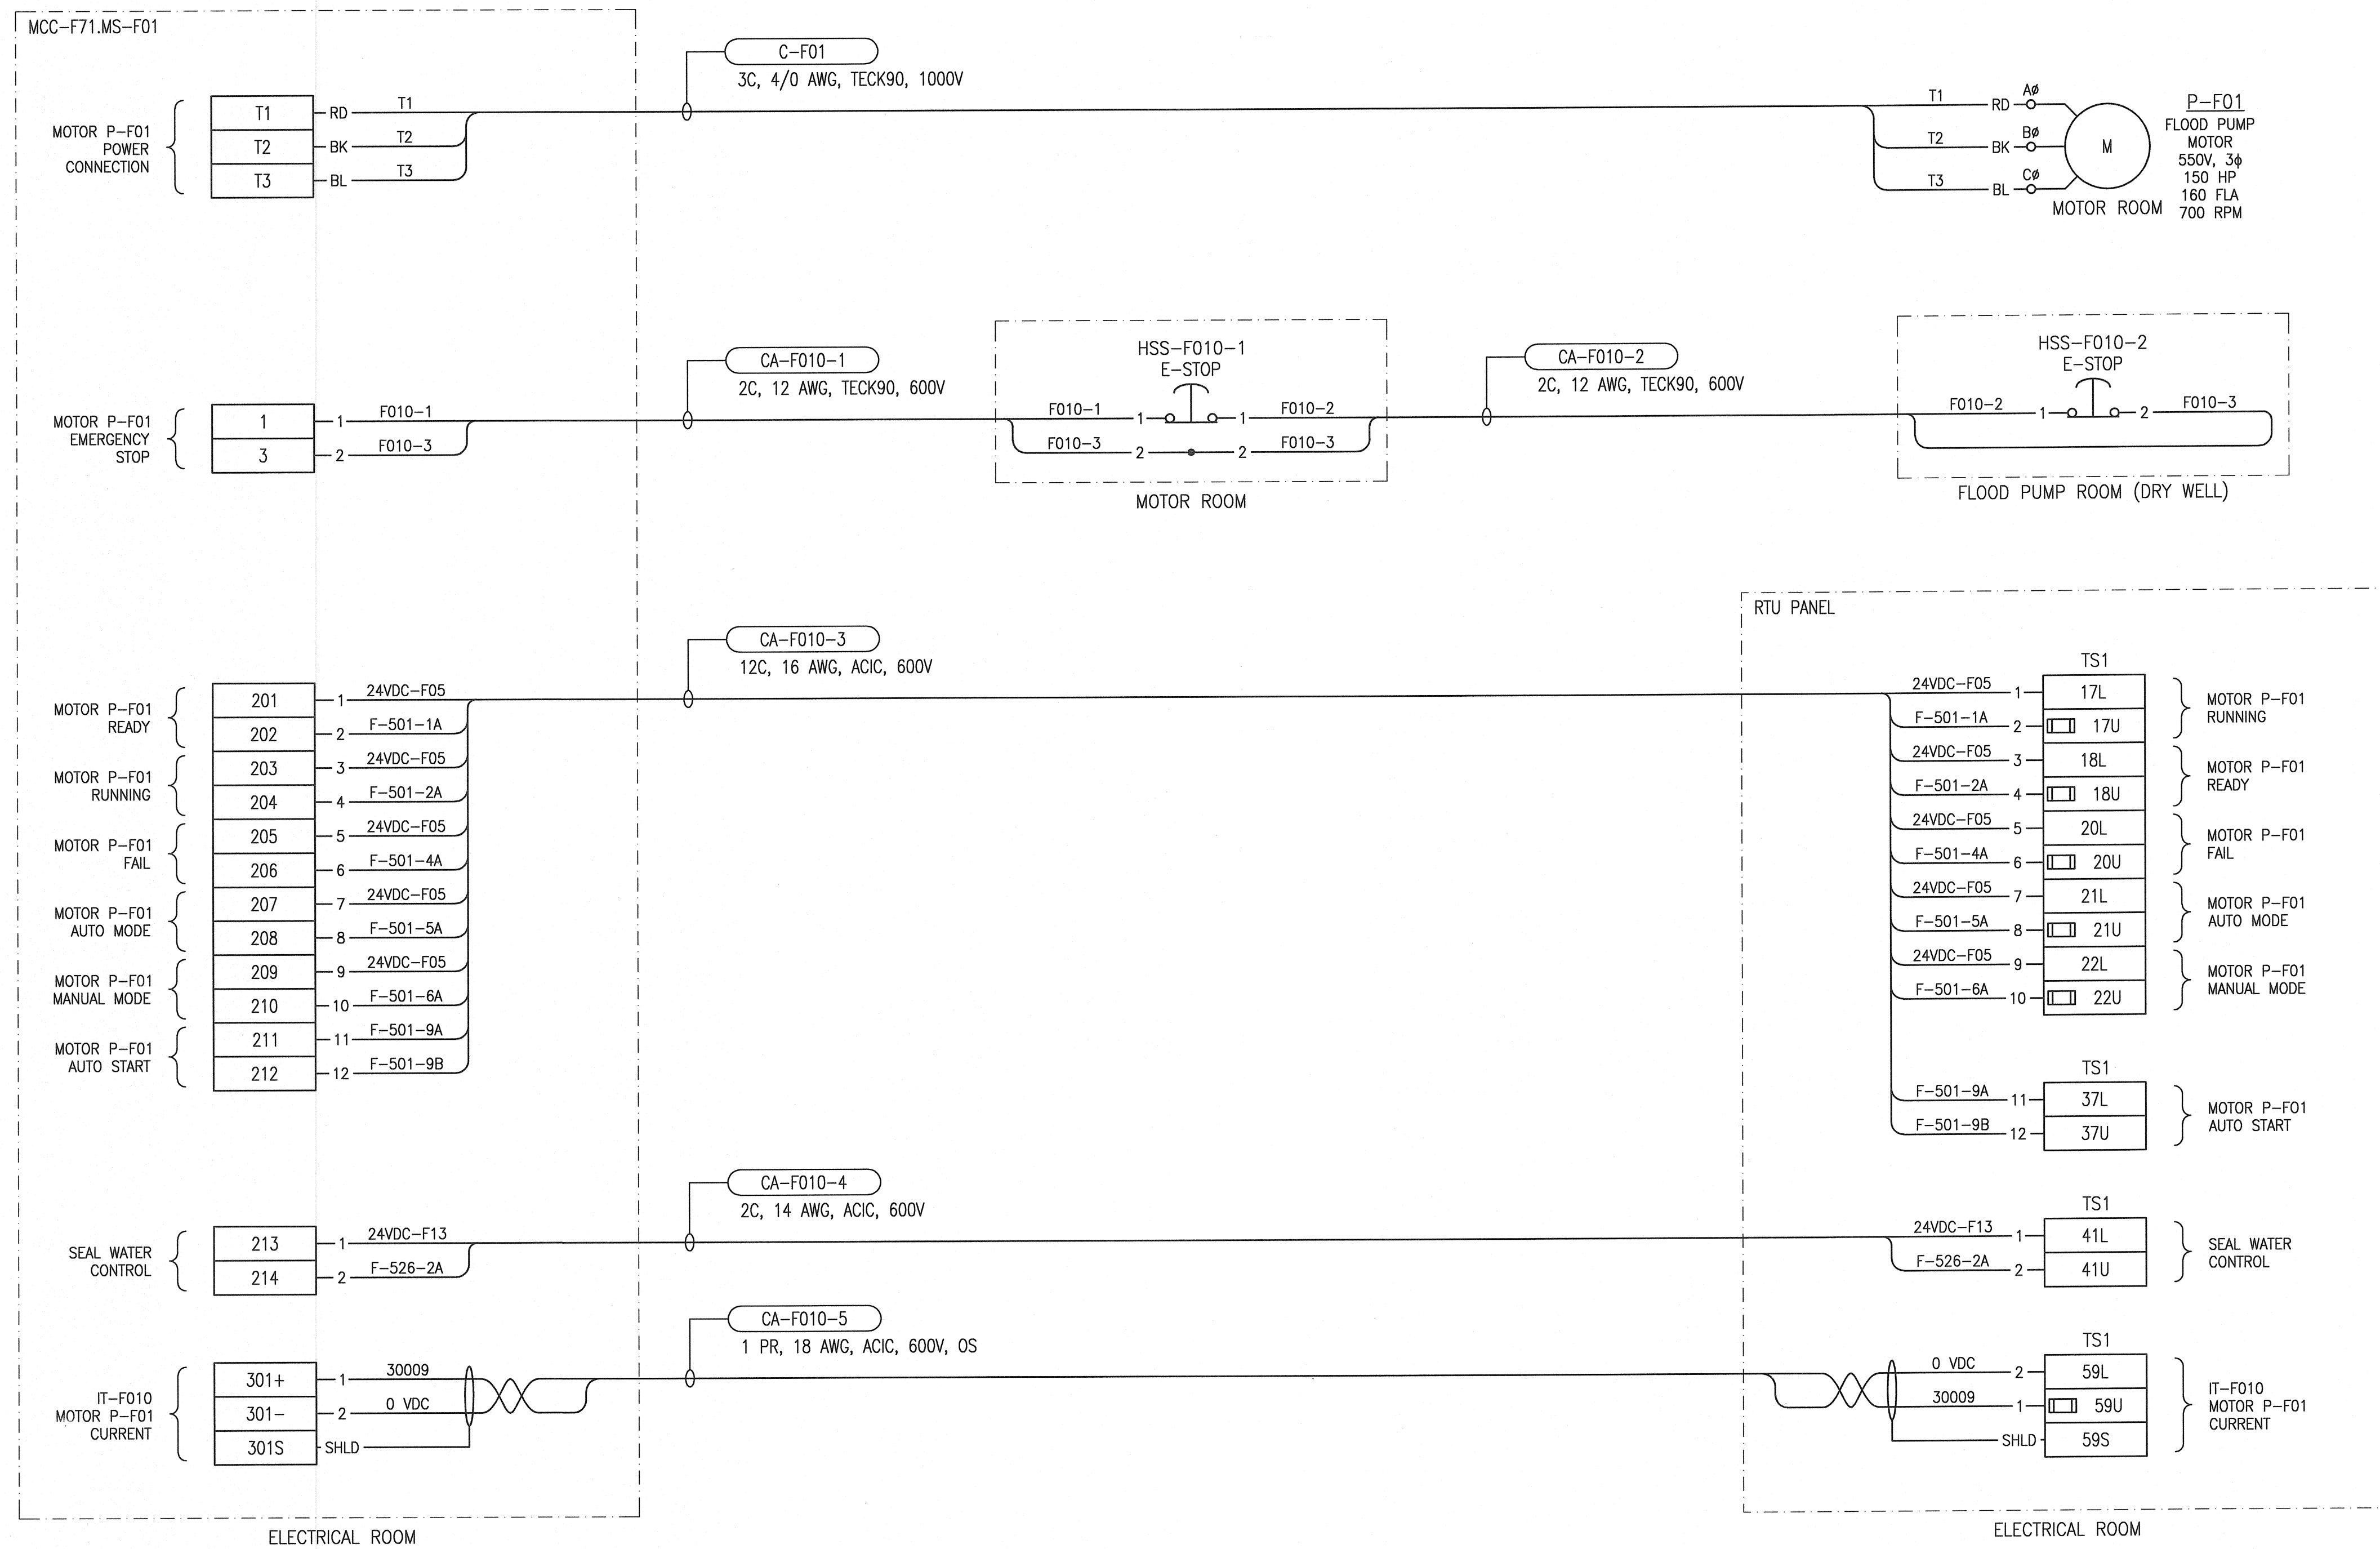 MCC-F71.MS-F01
C-F01
3C, 4/0 AWG, TECK90, 1000V
MOTOR P-F01
POWER
CONNECTION
T1 RD T1
T2 BK T2
T3 BL T3
T1 RD AØ
T2 BK BØ
T3 BL CØ
M
MOTOR ROOM
P-F01
FLOOD PUMP
MOTOR
550V, 3ϕ
150 HP
160 FLA
700 RPM
CA-F010-1
2C, 12 AWG, TECK90, 600V
MOTOR P-F01
EMERGENCY
STOP
1 1 F010-1
3 2 F010-3
HSS-F010-1
E-STOP
F010-1 1 1 F010-2
F010-3 2 2 F010-3
MOTOR ROOM
CA-F010-2
2C, 12 AWG, TECK90, 600V
HSS-F010-2
E-STOP
F010-2 1 2 F010-3
FLOOD PUMP ROOM (DRY WELL)
CA-F010-3
12C, 16 AWG, ACIC, 600V
MOTOR P-F01
READY
201 1 24VDC-F05
202 2 F-501-1A
MOTOR P-F01
RUNNING
203 3 24VDC-F05
204 4 F-501-2A
MOTOR P-F01
FAIL
205 5 24VDC-F05
206 6 F-501-4A
MOTOR P-F01
AUTO MODE
207 7 24VDC-F05
208 8 F-501-5A
MOTOR P-F01
MANUAL MODE
209 9 24VDC-F05
210 10 F-501-6A
MOTOR P-F01
AUTO START
211 11 F-501-9A
212 12 F-501-9B
RTU PANEL
TS1
24VDC-F05 1 17L
F-501-1A 2 17U
MOTOR P-F01
RUNNING
24VDC-F05 3 18L
F-501-2A 4 18U
MOTOR P-F01
READY
24VDC-F05 5 20L
F-501-4A 6 20U
MOTOR P-F01
FAIL
24VDC-F05 7 21L
F-501-5A 8 21U
MOTOR P-F01
AUTO MODE
24VDC-F05 9 22L
F-501-6A 10 22U
MOTOR P-F01
MANUAL MODE
TS1
F-501-9A 11 37L
F-501-9B 12 37U
MOTOR P-F01
AUTO START
CA-F010-4
2C, 14 AWG, ACIC, 600V
SEAL WATER
CONTROL
213 1 24VDC-F13
214 2 F-526-2A
TS1
24VDC-F13 1 41L
F-526-2A 2 41U
SEAL WATER
CONTROL
CA-F010-5
1 PR, 18 AWG, ACIC, 600V, OS
IT-F010
MOTOR P-F01
CURRENT
301+ 1 30009
301- 2 0 VDC
301S SHLD
TS1
0 VDC 2 59L
30009 1 59U
SHLD 59S
IT-F010
MOTOR P-F01
CURRENT
ELECTRICAL ROOM
ELECTRICAL ROOM